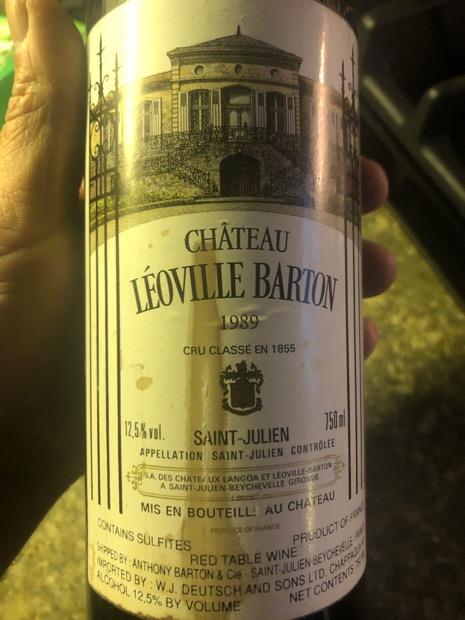 CHÂTEAU
LÉOVILLE BARTON
1989
CRU CLASSÉ EN 1855
12,5% vol.
SAINT-JULIEN
750 ml
APPELLATION SAINT-JULIEN CONTRÔLÉE
S.A. DES CHATEAUX LANGOA ET LÉOVILLE-BARTON
A SAINT-JULIEN-BEYCHEVELLE GIRONDE
MIS EN BOUTEILLE AU CHÂTEAU
PRODUCE OF FRANCE
CONTAINS SULFITES
RED TABLE WINE
PRODUCT OF FRANCE
SHIPPED BY: ANTHONY BARTON & Cie - SAINT-JULIEN-BEYCHEVELLE
IMPORTED BY: W.J. DEUTSCH AND SONS LTD.
ALCOHOL 12,5% BY VOLUME
NET CONTENTS